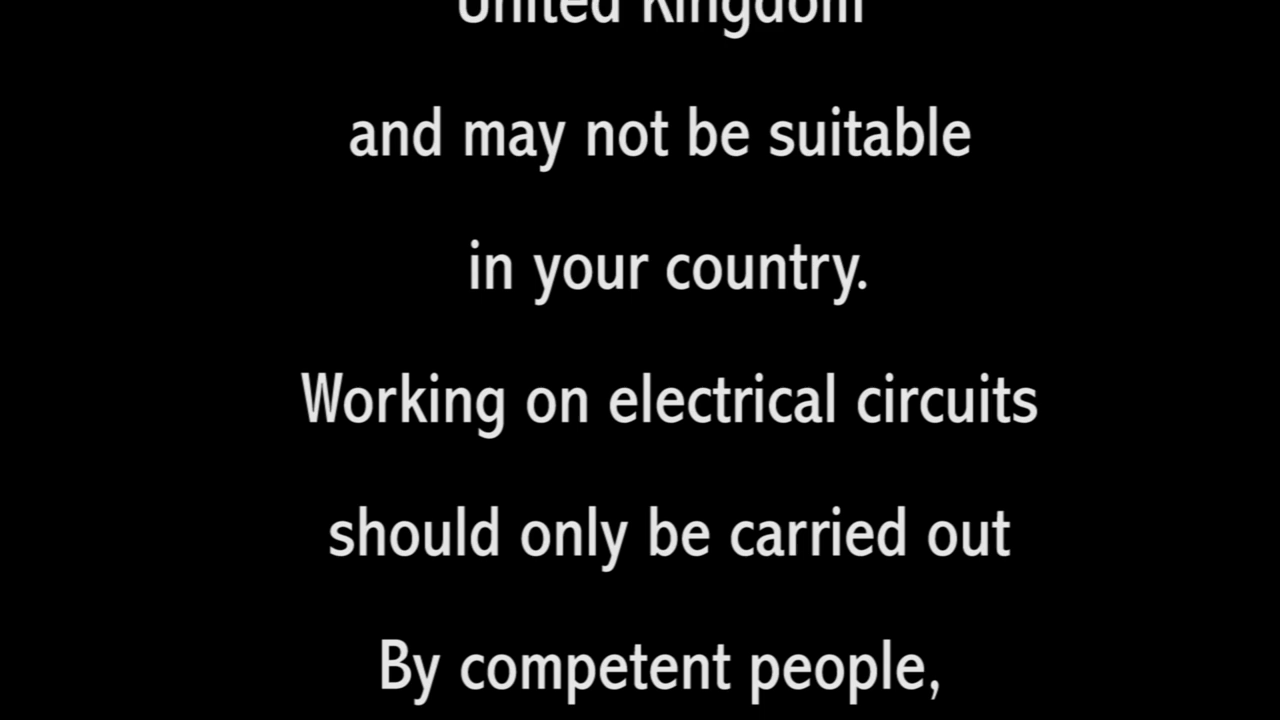 United Kingdom
and may not be suitable
in your country.
Working on electrical circuits
should only be carried out
By competent people,